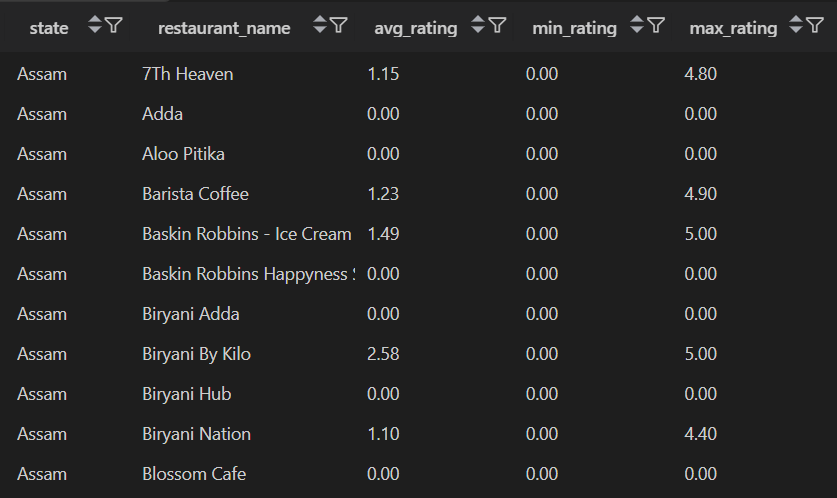 state restaurant_name avg_rating min_rating max_rating
Assam 7Th Heaven 1.15 0.00 4.80
Assam Adda 0.00 0.00 0.00
Assam Aloo Pitika 0.00 0.00 0.00
Assam Barista Coffee 1.23 0.00 4.90
Assam Baskin Robbins - Ice Cream 1.49 0.00 5.00
Assam Baskin Robbins Happyness 0.00 0.00 0.00
Assam Biryani Adda 0.00 0.00 0.00
Assam Biryani By Kilo 2.58 0.00 5.00
Assam Biryani Hub 0.00 0.00 0.00
Assam Biryani Nation 1.10 0.00 4.40
Assam Blossom Cafe 0.00 0.00 0.00